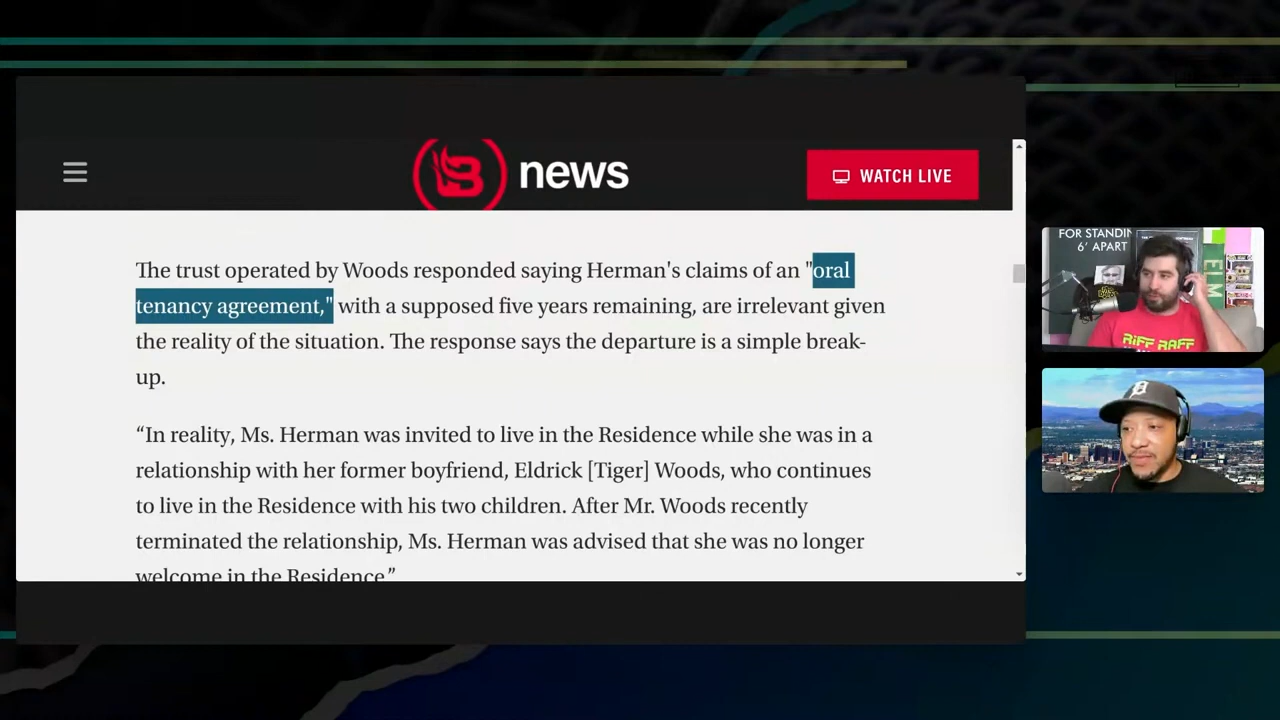 news
WATCH LIVE
The trust operated by Woods responded saying Herman's claims of an "oral
tenancy agreement," with a supposed five years remaining, are irrelevant given
the reality of the situation. The response says the departure is a simple break-
up.
“In reality, Ms. Herman was invited to live in the Residence while she was in a
relationship with her former boyfriend, Eldrick [Tiger] Woods, who continues
to live in the Residence with his two children. After Mr. Woods recently
terminated the relationship, Ms. Herman was advised that she was no longer
welcome in the Residence.”
FOR STANDIN
6’ APART
ELM
RIFF RAFF